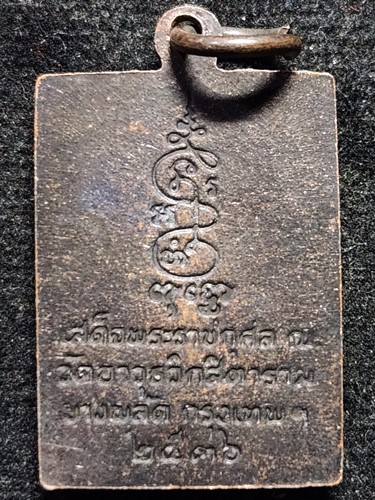 เสด็จพระราชกุศล ณ
วัดอาวุธวิกสิตาราม
บางพลัด กรุงเทพ ฯ
๒๕๓๖